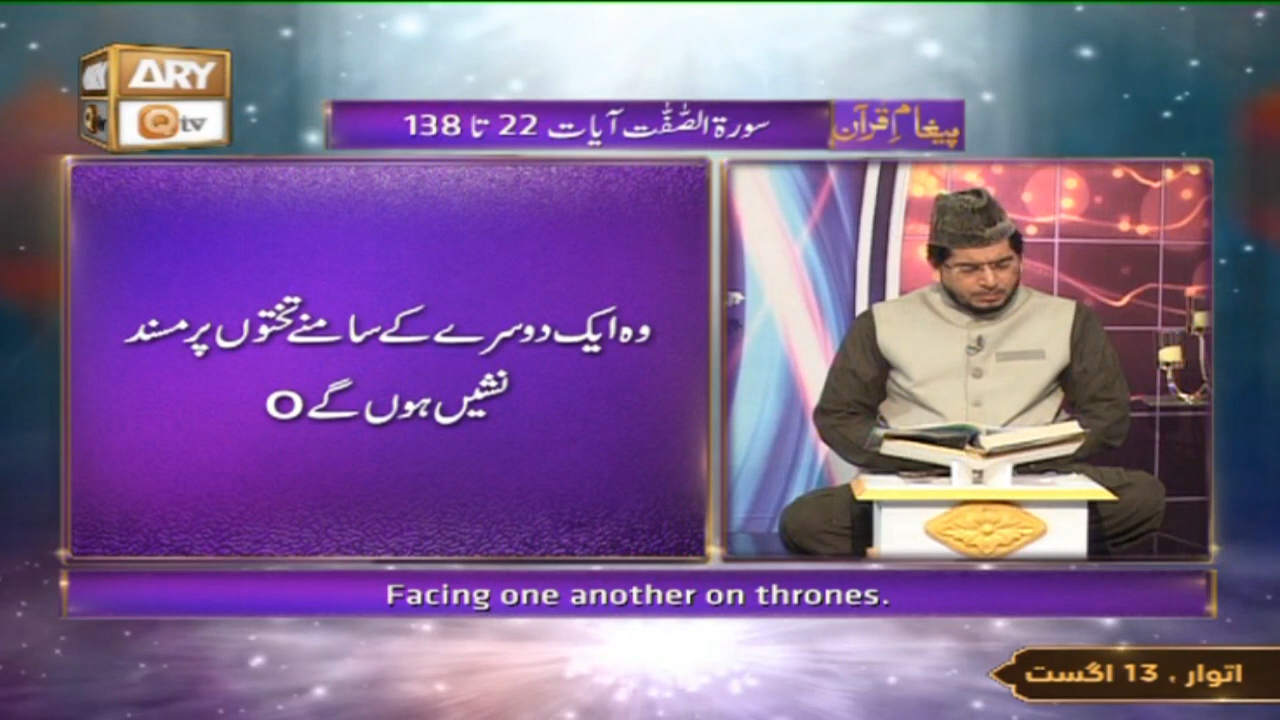 ARY
Qtv
پیغامِ قرآن
سورۃ الصّٰفّٰت آیات 22 تا 138
وہ ایک دوسرے کے سامنے تختوں پر مسند
نشیں ہوں گے O
Facing one another on thrones.
اتوار ، 13 اگست